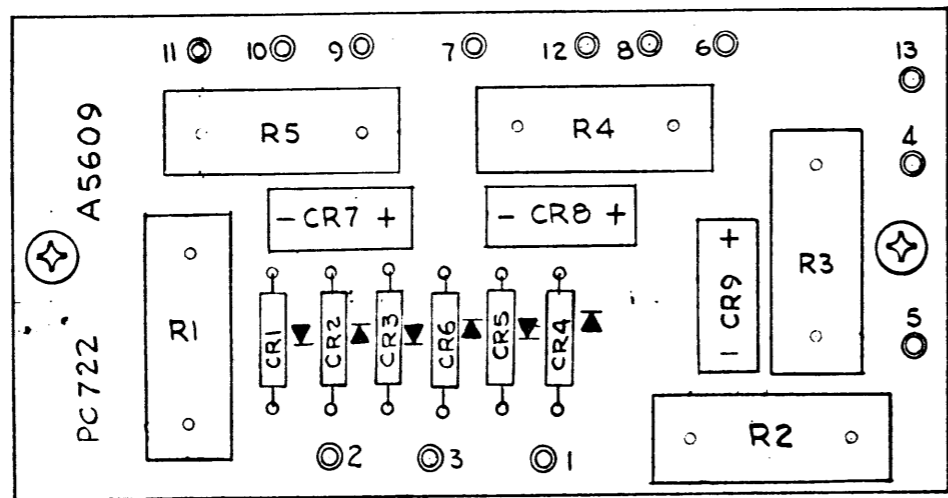 11 10 9 7 12 8 6 13
A5609
R5
R4
4
- CR7 +
- CR8 +
+ CR9 -
R3
R1
CR1
CR2
CR3
CR6
CR5
CR4
5
PC722
2
3
1
R2